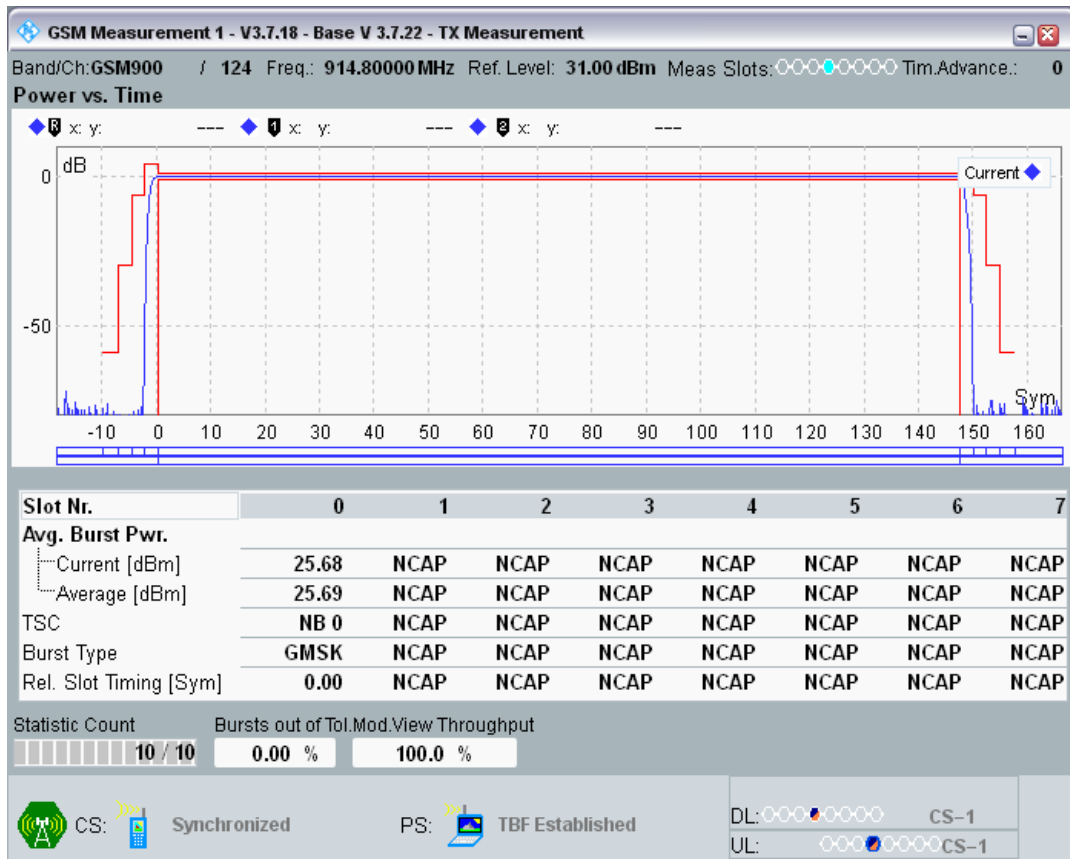 GSM Measurement 1 - V3.7.18 - Base V 3.7.22 - TX Measurement
Band/Ch:GSM900 / 124 Freq.: 914.80000 MHz Ref. Level: 31.00 dBm Meas Slots: Tim.Advance.: 0
Power vs. Time
R x: y: --- 1 x: y: --- 2 x: y: ---
dB
Current
0
-50
Sym
-10 0 10 20 30 40 50 60 70 80 90 100 110 120 130 140 150 160
Slot Nr. 0 1 2 3 4 5 6 7
Avg. Burst Pwr.
Current [dBm] 25.68 NCAP NCAP NCAP NCAP NCAP NCAP NCAP
Average [dBm] 25.69 NCAP NCAP NCAP NCAP NCAP NCAP NCAP
TSC NB 0 NCAP NCAP NCAP NCAP NCAP NCAP NCAP
Burst Type GMSK NCAP NCAP NCAP NCAP NCAP NCAP NCAP
Rel. Slot Timing [Sym] 0.00 NCAP NCAP NCAP NCAP NCAP NCAP NCAP
Statistic Count Bursts out of Tol. Mod.View Throughput
10 / 10 0.00 % 100.0 %
CS: Synchronized PS: TBF Established DL: CS-1
UL: CS-1